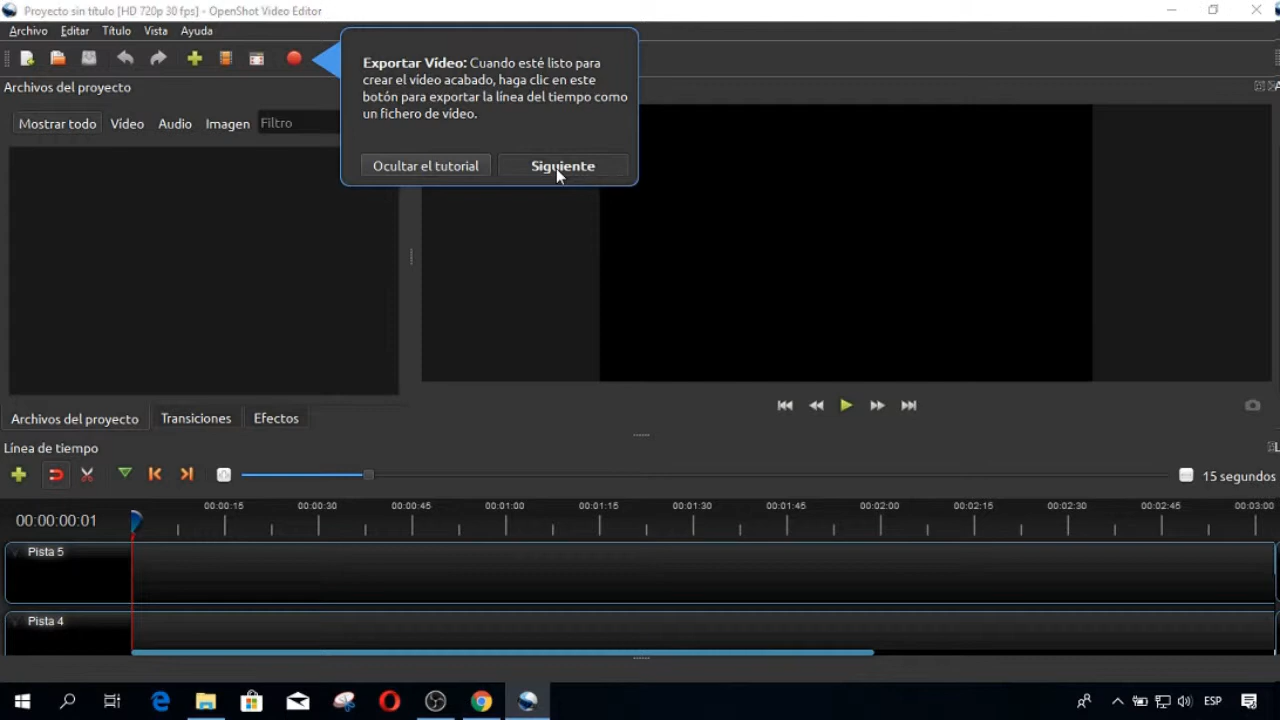 Proyecto sin título [HD 720p 30 fps] - OpenShot Video Editor
Archivo Editar Título Vista Ayuda
Exportar Vídeo: Cuando esté listo para
crear el vídeo acabado, haga clic en este
botón para exportar la línea del tiempo como
un fichero de vídeo.
Ocultar el tutorial Siguiente
Archivos del proyecto
Mostrar todo Vídeo Audio Imagen Filtro
Archivos del proyecto Transiciones Efectos
Línea de tiempo
15 segundos
00:00:00:01
00:00:15 00:00:30 00:00:45 00:01:00 00:01:15 00:01:30 00:01:45 00:02:00 00:02:15 00:02:30 00:02:45 00:03:00
Pista 5
Pista 4
ESP